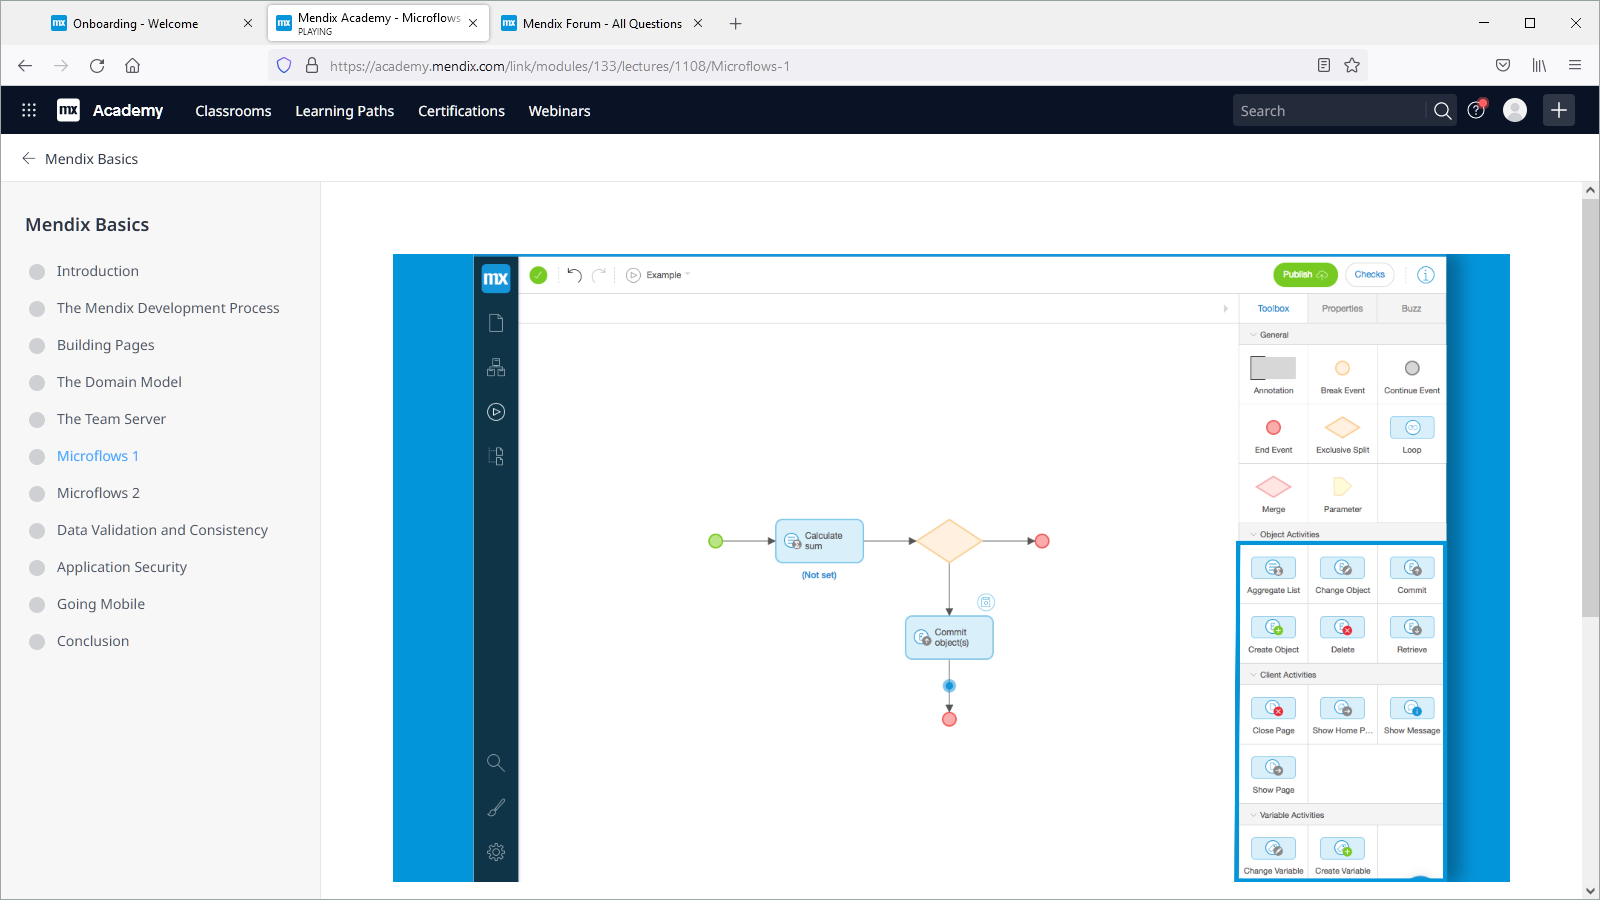 Onboarding - Welcome
Mendix Academy - Microflows
PLAYING
Mendix Forum - All Questions
https://academy.mendix.com/link/modules/133/lectures/1108/Microflows-1
mx Academy Classrooms Learning Paths Certifications Webinars Search
Mendix Basics
Mendix Basics
Introduction
The Mendix Development Process
Building Pages
The Domain Model
The Team Server
Microflows 1
Microflows 2
Data Validation and Consistency
Application Security
Going Mobile
Conclusion
mx
Example
Publish
Checks
Toolbox Properties Buzz
General
Annotation Break Event Continue Event
End Event Exclusive Split Loop
Merge Parameter
Object Activities
Aggregate List Change Object Commit
Create Object Delete Retrieve
Client Activities
Close Page Show Home P... Show Message
Show Page
Variable Activities
Change Variable Create Variable
Calculate
sum
(Not set)
Commit
object(s)